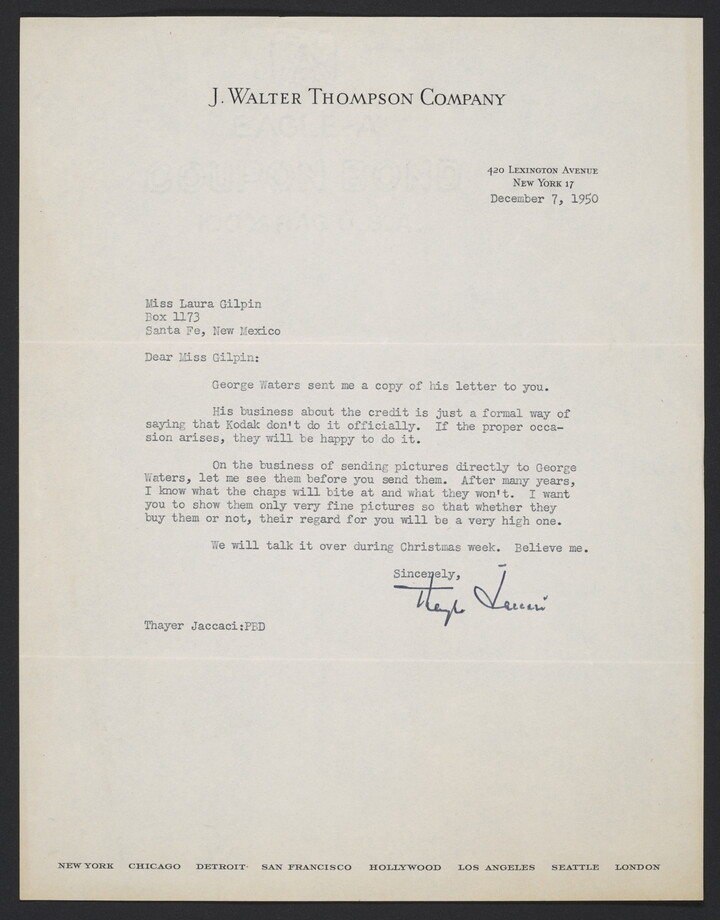 J. Walter Thompson Company
420 Lexington Avenue
New York 17
December 7, 1950
Miss Laura Gilpin
Box 1173
Santa Fe, New Mexico
Dear Miss Gilpin:
George Waters sent me a copy of his letter to you.
His business about the credit is just a formal way of
saying that Kodak don't do it officially. If the proper occa-
sion arises, they will be happy to do it.
On the business of sending pictures directly to George
Waters, let me see them before you send them. After many years,
I know what the chaps will bite at and what they won't. I want
you to show them only very fine pictures so that whether they
buy them or not, their regard for you will be a very high one.
We will talk it over during Christmas week. Believe me.
Sincerely,
Thayer Jaccaci
Thayer Jaccaci:PBD
NEW YORK CHICAGO DETROIT SAN FRANCISCO HOLLYWOOD LOS ANGELES SEATTLE LONDON